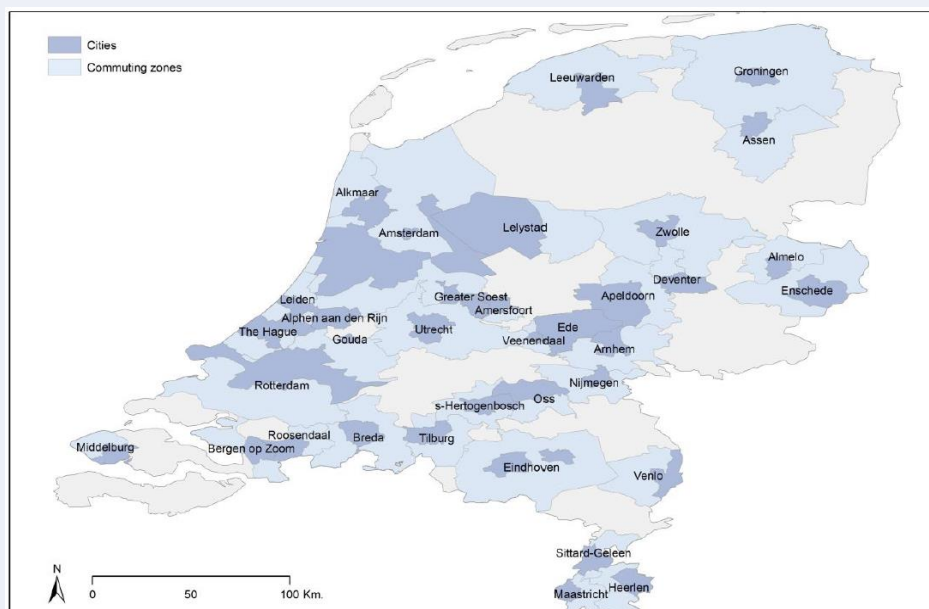 Cities
Commuting zones
Leeuwarden
Groningen
Assen
Alkmaar
Amsterdam
Lelystad
Zwolle
Almelo
Enschede
Deventer
Apeldoorn
Greater Soest
Amersfoort
Leiden
Alphen aan den Rijn
The Hague
Gouda
Utrecht
Ede
Veenendaal
Arnhem
Rotterdam
Nijmegen
Oss
s-Hertogenbosch
Middelburg
Roosendaal
Bergen op Zoom
Breda
Tilburg
Eindhoven
Venlo
Sittard-Geleen
Maastricht
Heerlen
N
0 50 100 Km.